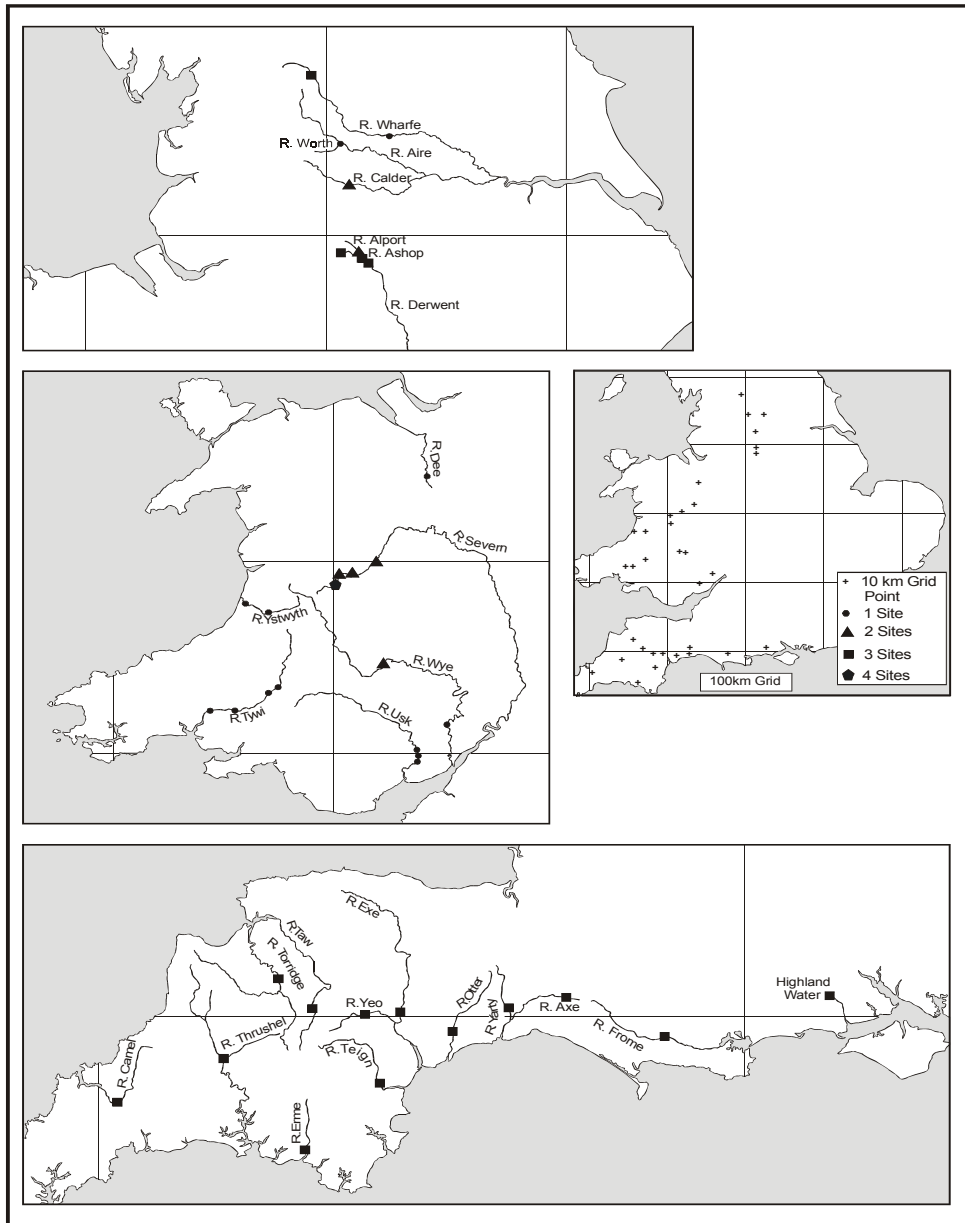 R. Wharfe
R. Worth
R. Aire
R. Calder
R. Alport
R. Ashop
R. Derwent
R. Dee
R. Severn
R. Ystwyth
R. Wye
R. Tywi
R. Usk
+ 10 km Grid
Point
1 Site
2 Sites
3 Sites
4 Sites
100km Grid
R. Exe
R. Taw
R. Torridge
R. Otter
R. Yarty
Highland
Water
R. Yeo
R. Axe
R. Frome
R. Thrushel
R. Teign
R. Camel
R. Erme